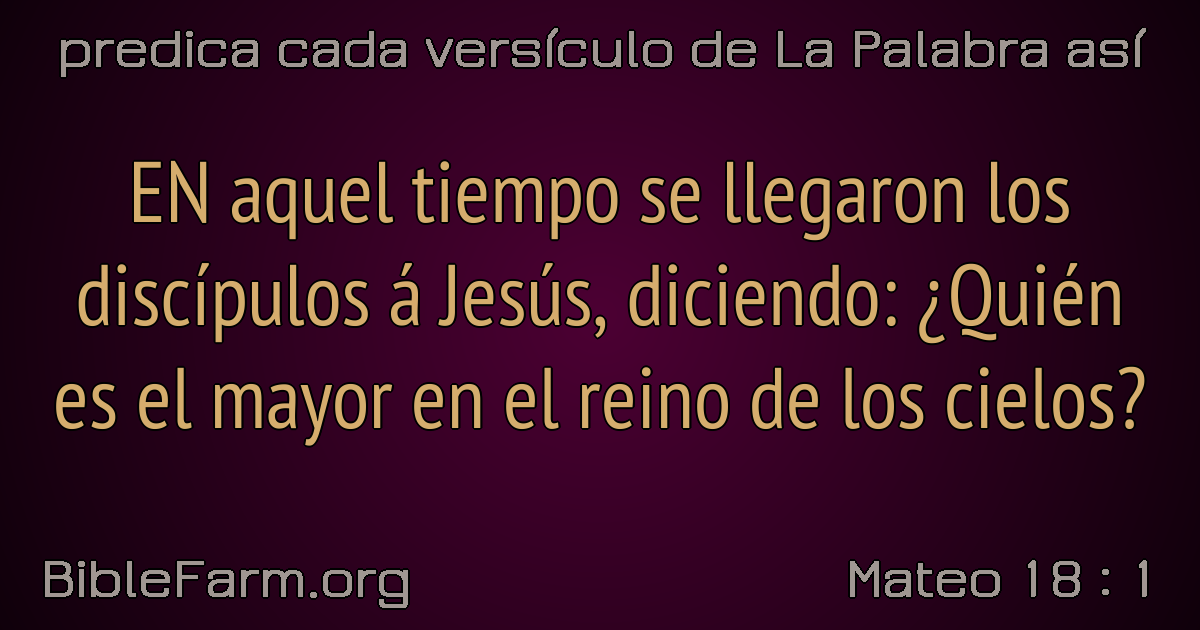 predica cada versículo de La Palabra así
EN aquel tiempo se llegaron los
discípulos á Jesús, diciendo: ¿Quién
es el mayor en el reino de los cielos?
BibleFarm.org
Mateo 18 : 1